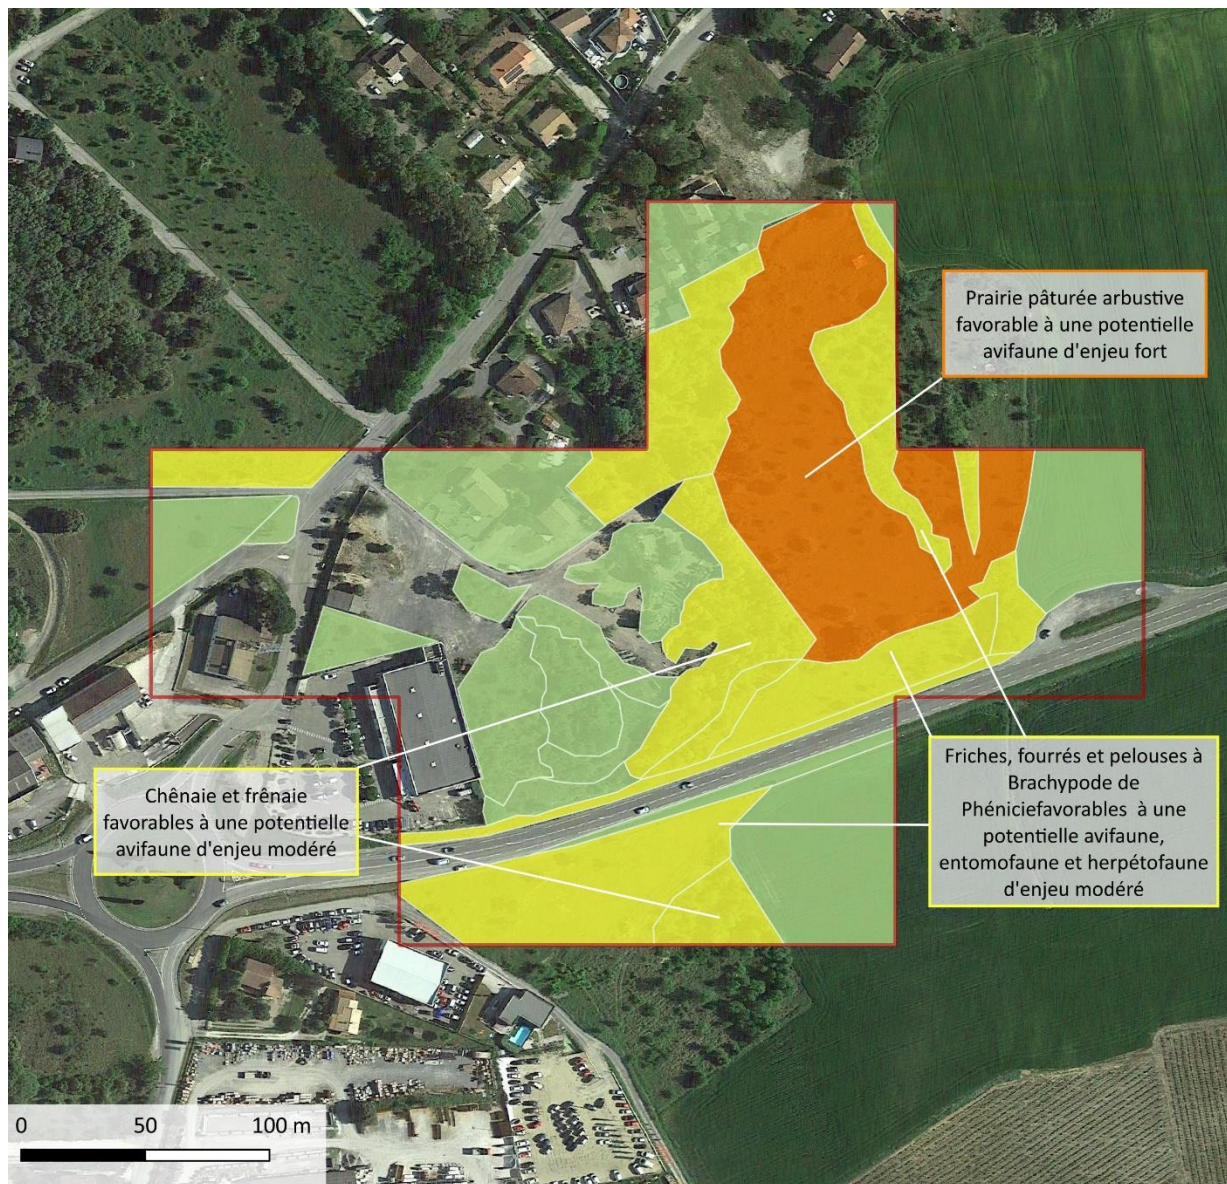 Prairie pâturée arbustive
favorable à une potentielle
avifaune d'enjeu fort
Chênaie et frênaie
favorables à une potentielle
avifaune d'enjeu modéré
Friches, fourrés et pelouses à
Brachypode de
Phéniciefavorables à une
potentielle avifaune,
entomofaune et herpétofaune
d'enjeu modéré
0 50 100 m